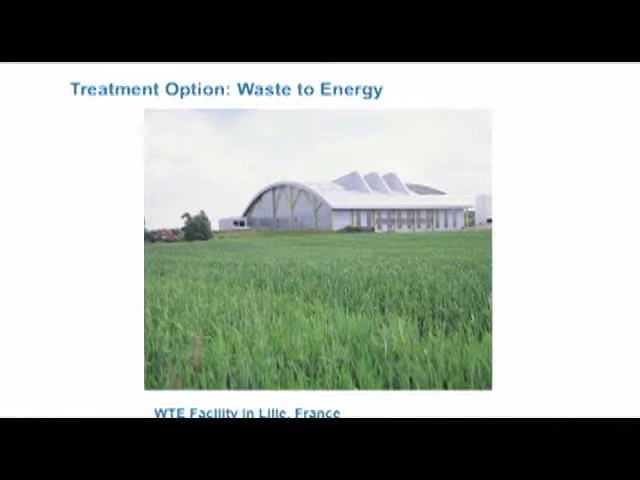 Treatment Option: Waste to Energy
WTE Facility in Lille, France